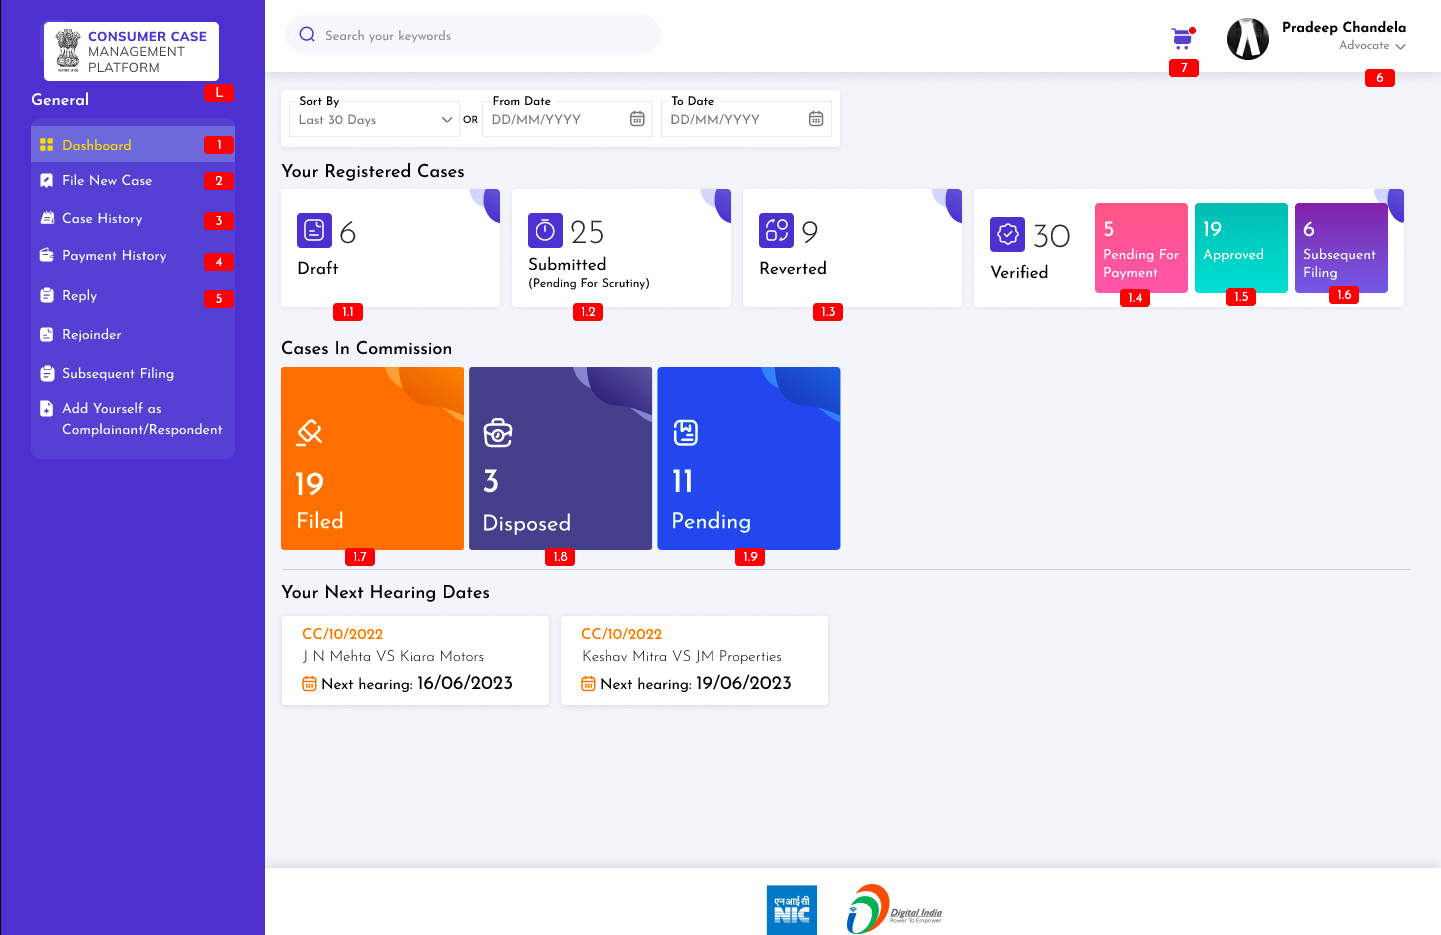 CONSUMER CASE
MANAGEMENT
PLATFORM
L
General
Dashboard
1
File New Case
2
Case History
3
Payment History
4
Reply
5
Rejoinder
Subsequent Filing
Add Yourself as
Complainant/Respondent
Search your keywords
7
Pradeep Chandela
Advocate
6
Sort By
Last 30 Days
OR
From Date
DD/MM/YYYY
To Date
DD/MM/YYYY
Your Registered Cases
6
Draft
1.1
25
Submitted
(Pending For Scrutiny)
1.2
9
Reverted
1.3
30
Verified
5
Pending For
Payment
1.4
19
Approved
1.5
6
Subsequent
Filing
1.6
Cases In Commission
19
Filed
1.7
3
Disposed
1.8
11
Pending
1.9
Your Next Hearing Dates
CC/10/2022
J N Mehta VS Kiara Motors
Next hearing: 16/06/2023
CC/10/2022
Keshav Mitra VS JM Properties
Next hearing: 19/06/2023
एन आई सी
NIC
Digital India
Power To Empower